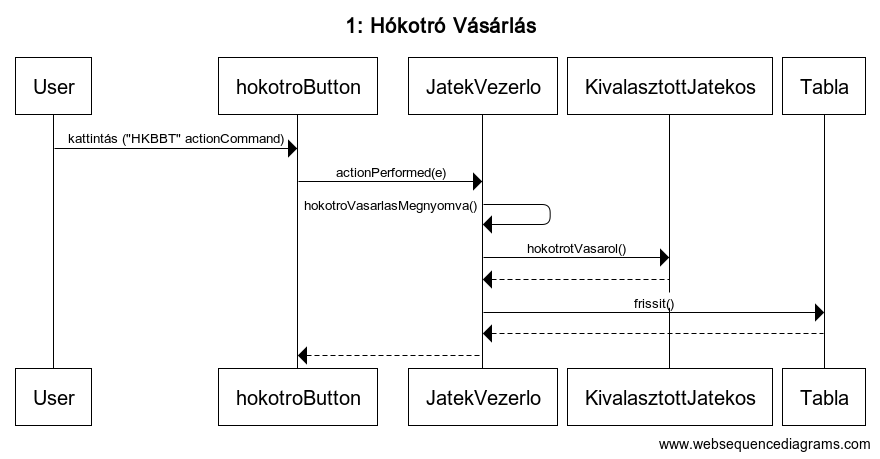 1: Hókotró Vásárlás
User hokotroButton JatekVezerlo KivalasztottJatekos Tabla
kattintás ("HKBBT" actionCommand)
actionPerformed(e)
hokotroVasarlasMegnyomva()
hokotrotVasarol()
frissit()
User hokotroButton JatekVezerlo KivalasztottJatekos Tabla
www.websequencediagrams.com